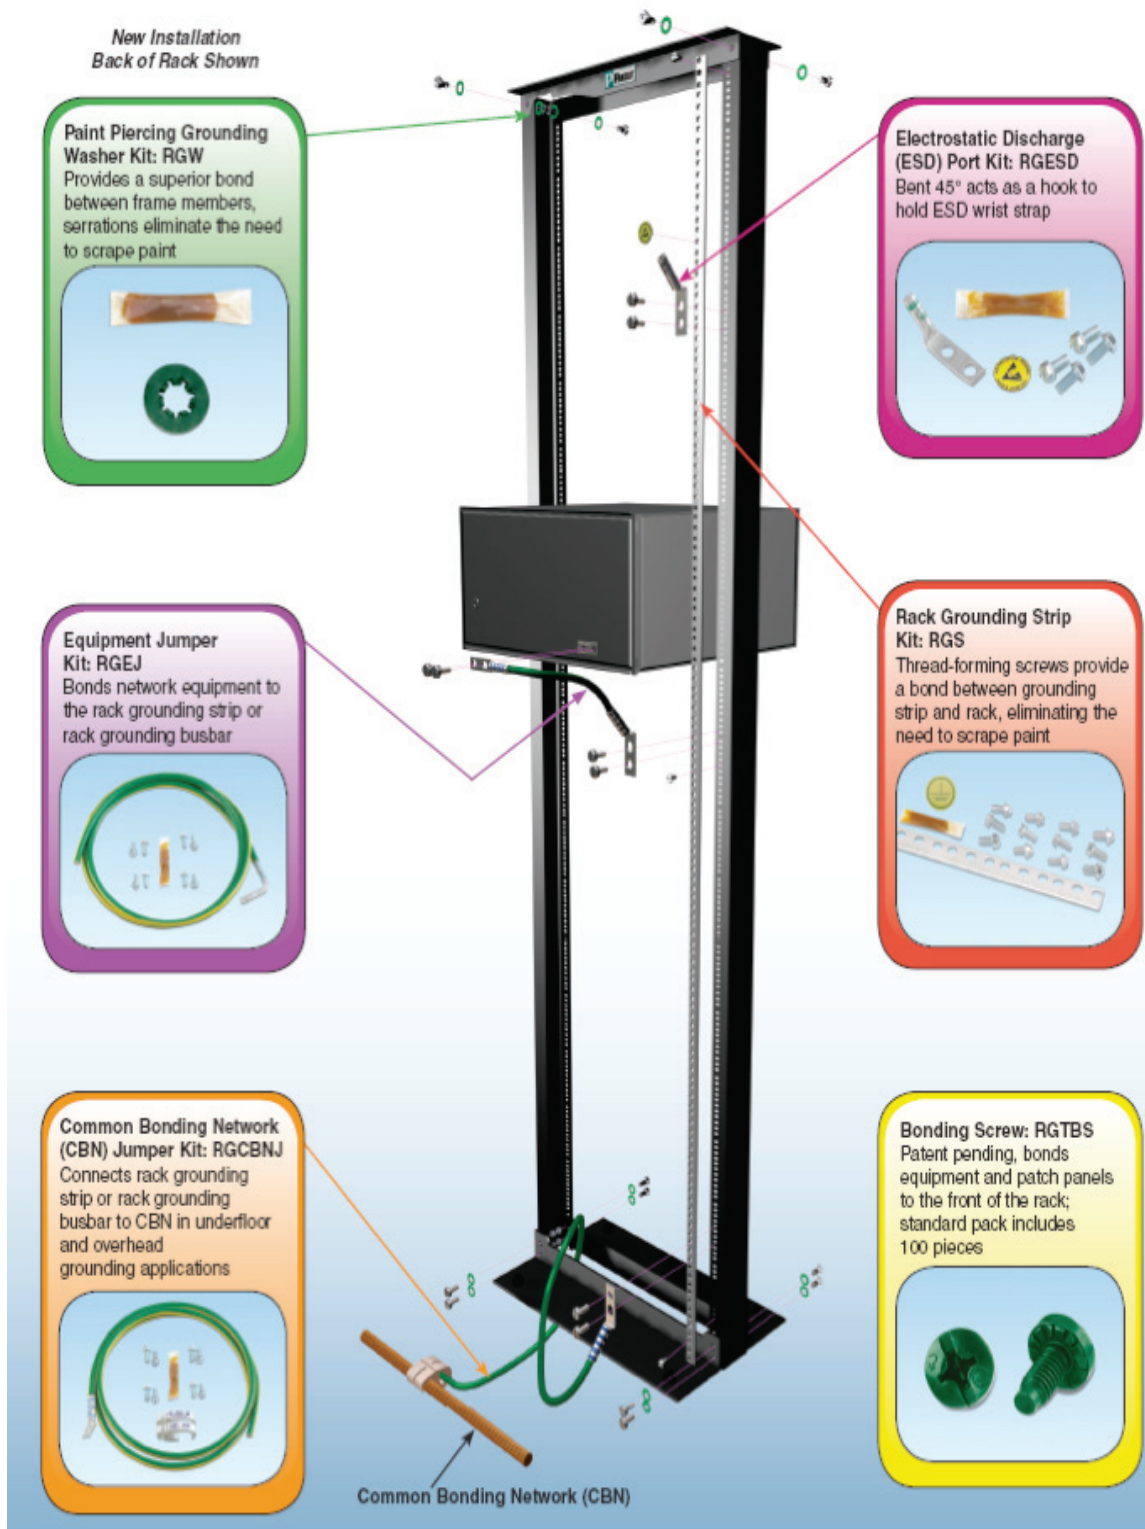 New Installation
Back of Rack Shown
Paint Piercing Grounding
Washer Kit: RGW
Provides a superior bond
between frame members,
serrations eliminate the need
to scrape paint
Electrostatic Discharge
(ESD) Port Kit: RGESD
Bent 45° acts as a hook to
hold ESD wrist strap
Equipment Jumper
Kit: RGEJ
Bonds network equipment to
the rack grounding strip or
rack grounding busbar
Rack Grounding Strip
Kit: RGS
Thread-forming screws provide
a bond between grounding
strip and rack, eliminating the
need to scrape paint
Common Bonding Network
(CBN) Jumper Kit: RGCBNJ
Connects rack grounding
strip or rack grounding
busbar to CBN in underfloor
and overhead
grounding applications
Bonding Screw: RGTBS
Patent pending, bonds
equipment and patch panels
to the front of the rack;
standard pack includes
100 pieces
Common Bonding Network (CBN)